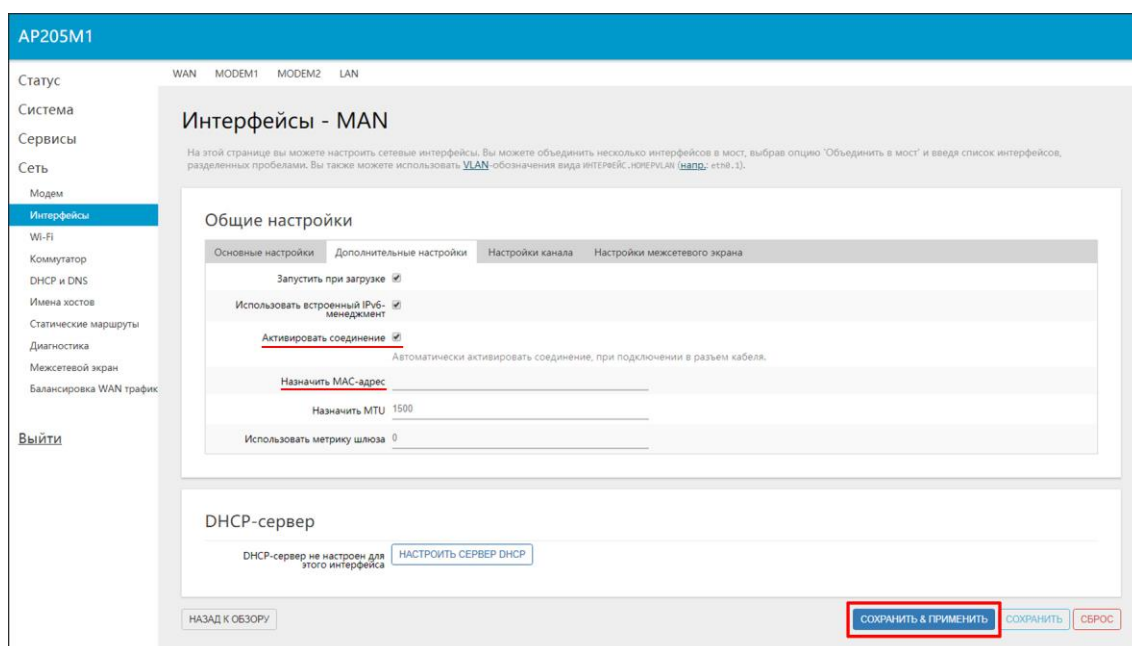 AP205M1
WAN MODEM1 MODEM2 LAN
Статус
Система
Сервисы
Сеть
Модем
Интерфейсы
Wi-Fi
Коммутатор
DHCP и DNS
Имена хостов
Статические маршруты
Диагностика
Межсетевой экран
Балансировка WAN трафик
Выйти
Интерфейсы - MAN
На этой странице вы можете настроить сетевые интерфейсы. Вы можете объединить несколько интерфейсов в мост, выбрав опцию 'Объединить в мост' и введя список интерфейсов,
разделенных пробелами. Вы также можете использовать VLAN-обозначения вида ИНТЕРФЕЙС.НОМЕРVLAN (напр.: eth0.1).
Общие настройки
Основные настройки Дополнительные настройки Настройки канала Настройки межсетевого экрана
Запустить при загрузке
Использовать встроенный IPv6-
менеджмент
Активировать соединение
Автоматически активировать соединение, при подключении в разъем кабеля.
Назначить MAC-адрес
Назначить MTU 1500
Использовать метрику шлюза 0
DHCP-сервер
DHCP-сервер не настроен для
этого интерфейса
НАСТРОИТЬ СЕРВЕР DHCP
НАЗАД К ОБЗОРУ
СОХРАНИТЬ & ПРИМЕНИТЬ СОХРАНИТЬ СБРОС